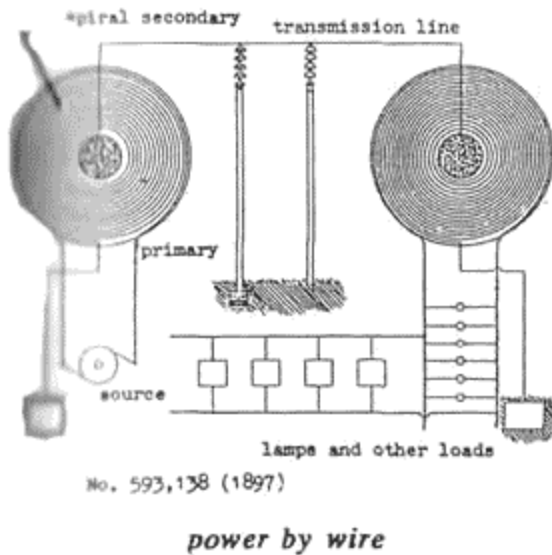 spiral secondary
transmission line
primary
source
lamps and other loads
No. 593,138 (1897)
power by wire